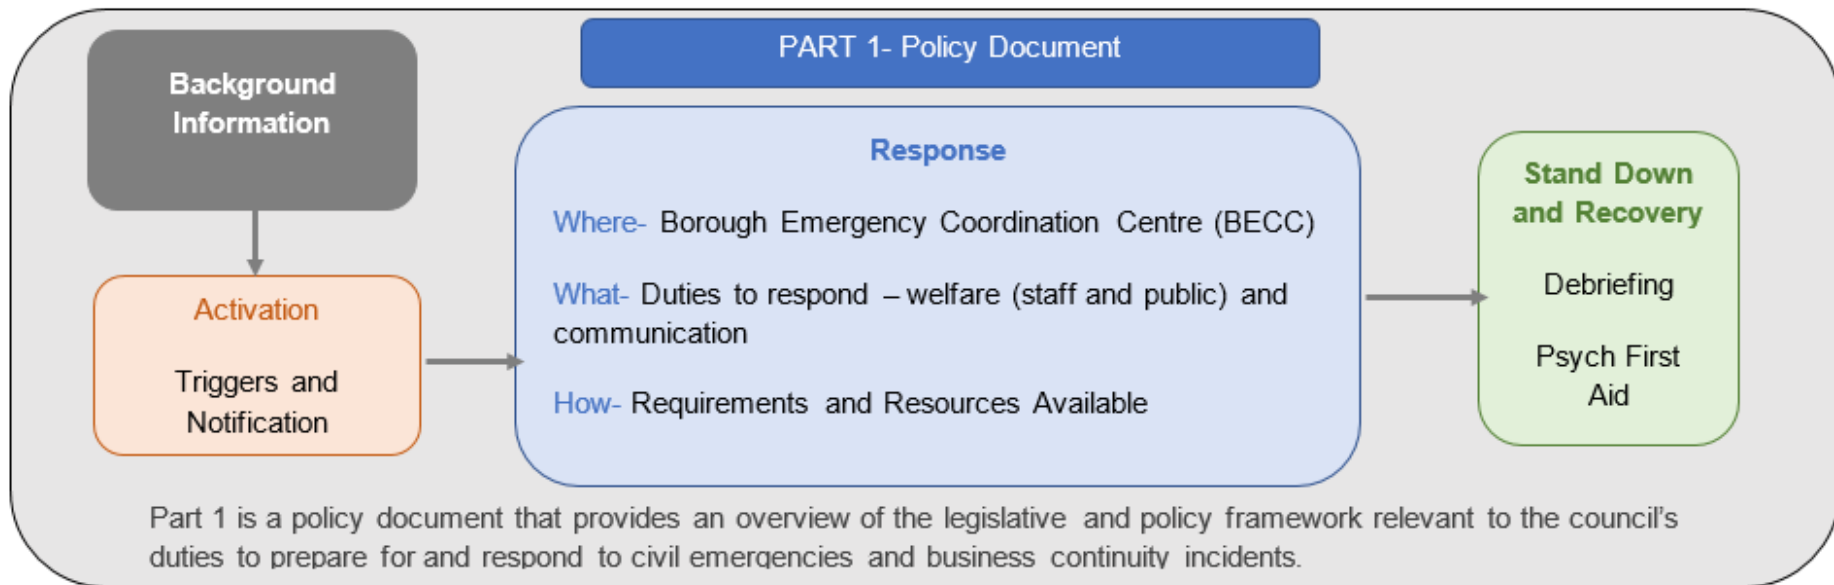 PART 1- Policy Document
Background
Information
Activation
Triggers and
Notification
Response
Where- Borough Emergency Coordination Centre (BECC)
What- Duties to respond – welfare (staff and public) and
communication
How- Requirements and Resources Available
Stand Down
and Recovery
Debriefing
Psych First
Aid
Part 1 is a policy document that provides an overview of the legislative and policy framework relevant to the council’s
duties to prepare for and respond to civil emergencies and business continuity incidents.